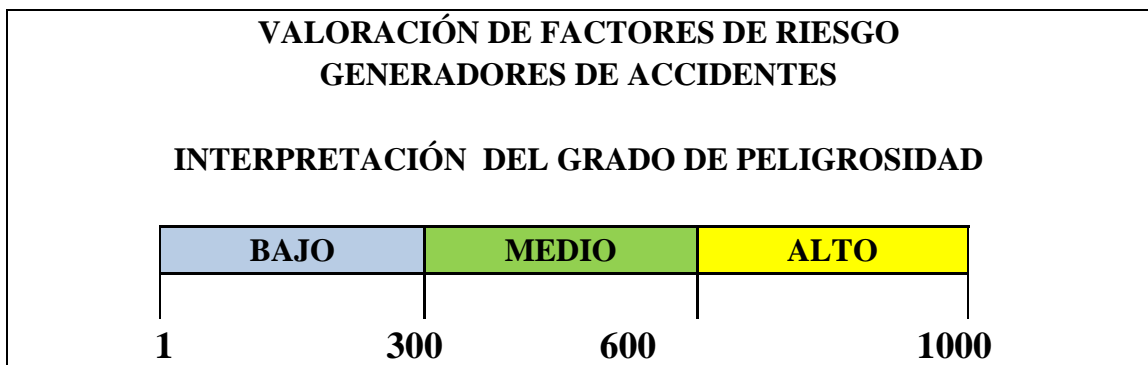 VALORACIÓN DE FACTORES DE RIESGO
GENERADORES DE ACCIDENTES
INTERPRETACIÓN DEL GRADO DE PELIGROSIDAD
BAJO MEDIO ALTO
1 300 600 1000